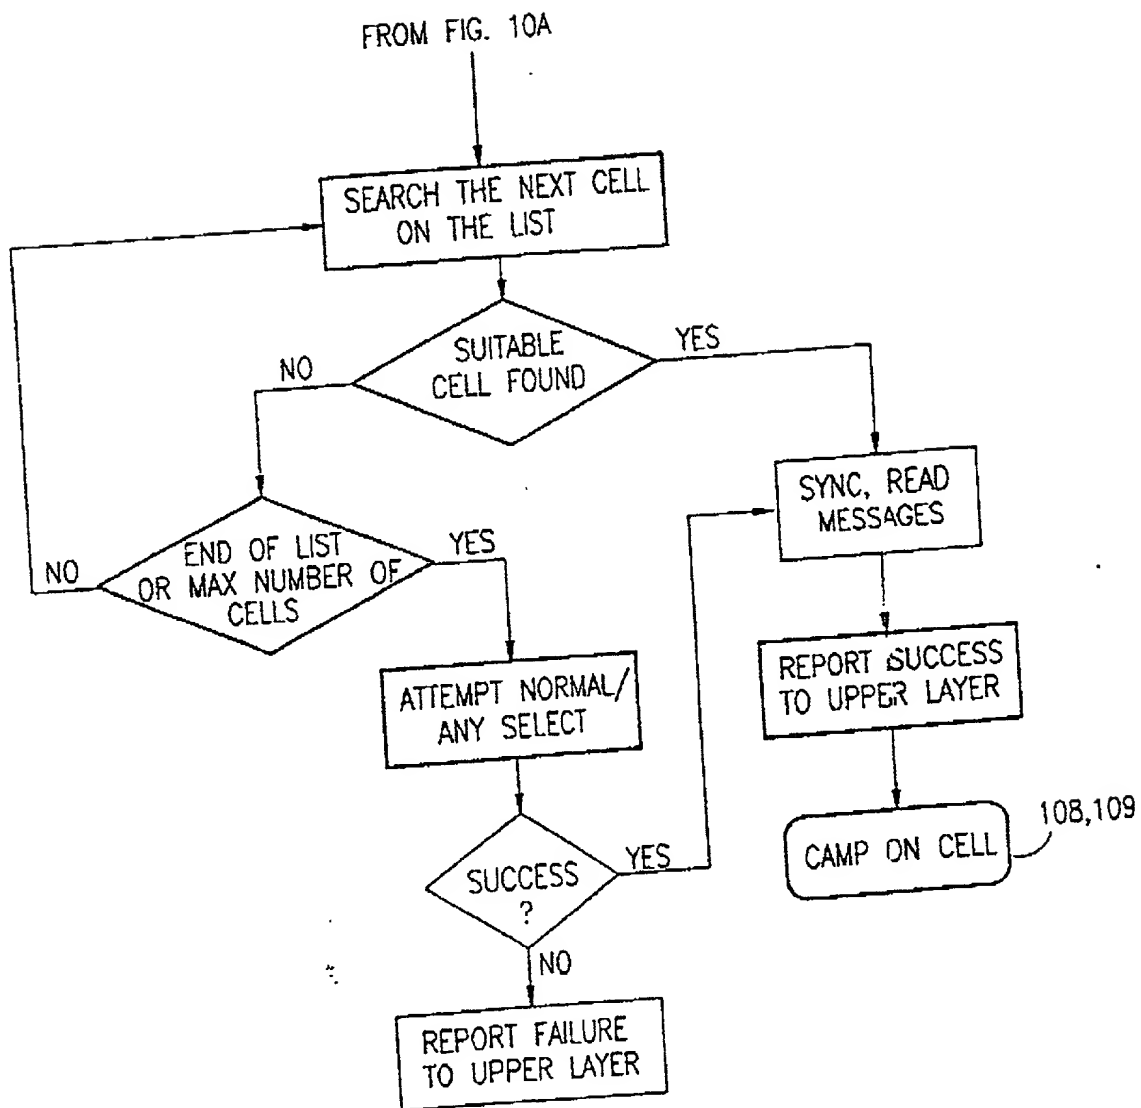 FROM FIG. 10A
SEARCH THE NEXT CELL
ON THE LIST
SUITABLE
CELL FOUND
YES
NO
END OF LIST
OR MAX NUMBER OF
CELLS
YES
NO
SYNC, READ
MESSAGES
ATTEMPT NORMAL/
ANY SELECT
REPORT SUCCESS
TO UPPER LAYER
SUCCESS
?
YES
NO
CAMP ON CELL
108,109
REPORT FAILURE
TO UPPER LAYER